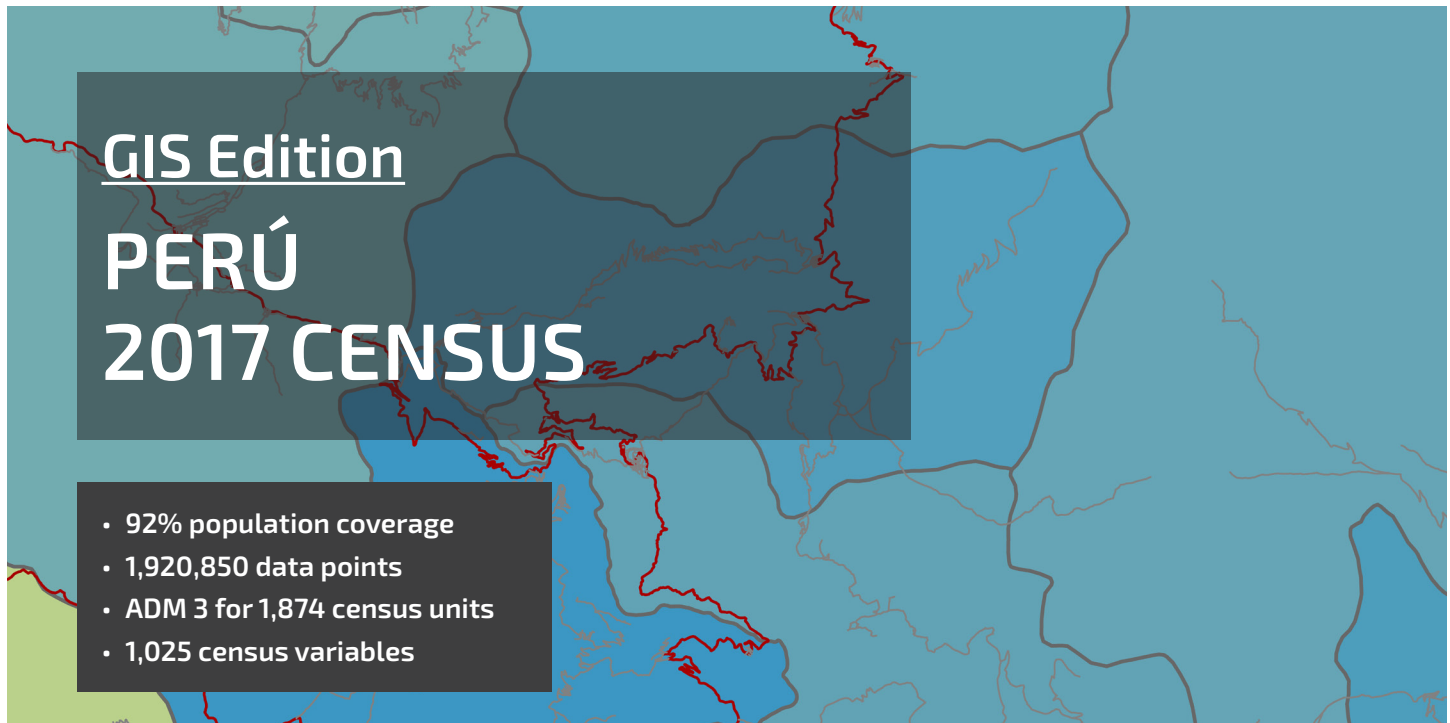 GIS Edition
PERÚ
2017 CENSUS
• 92% population coverage
• 1,920,850 data points
• ADM 3 for 1,874 census units
• 1,025 census variables